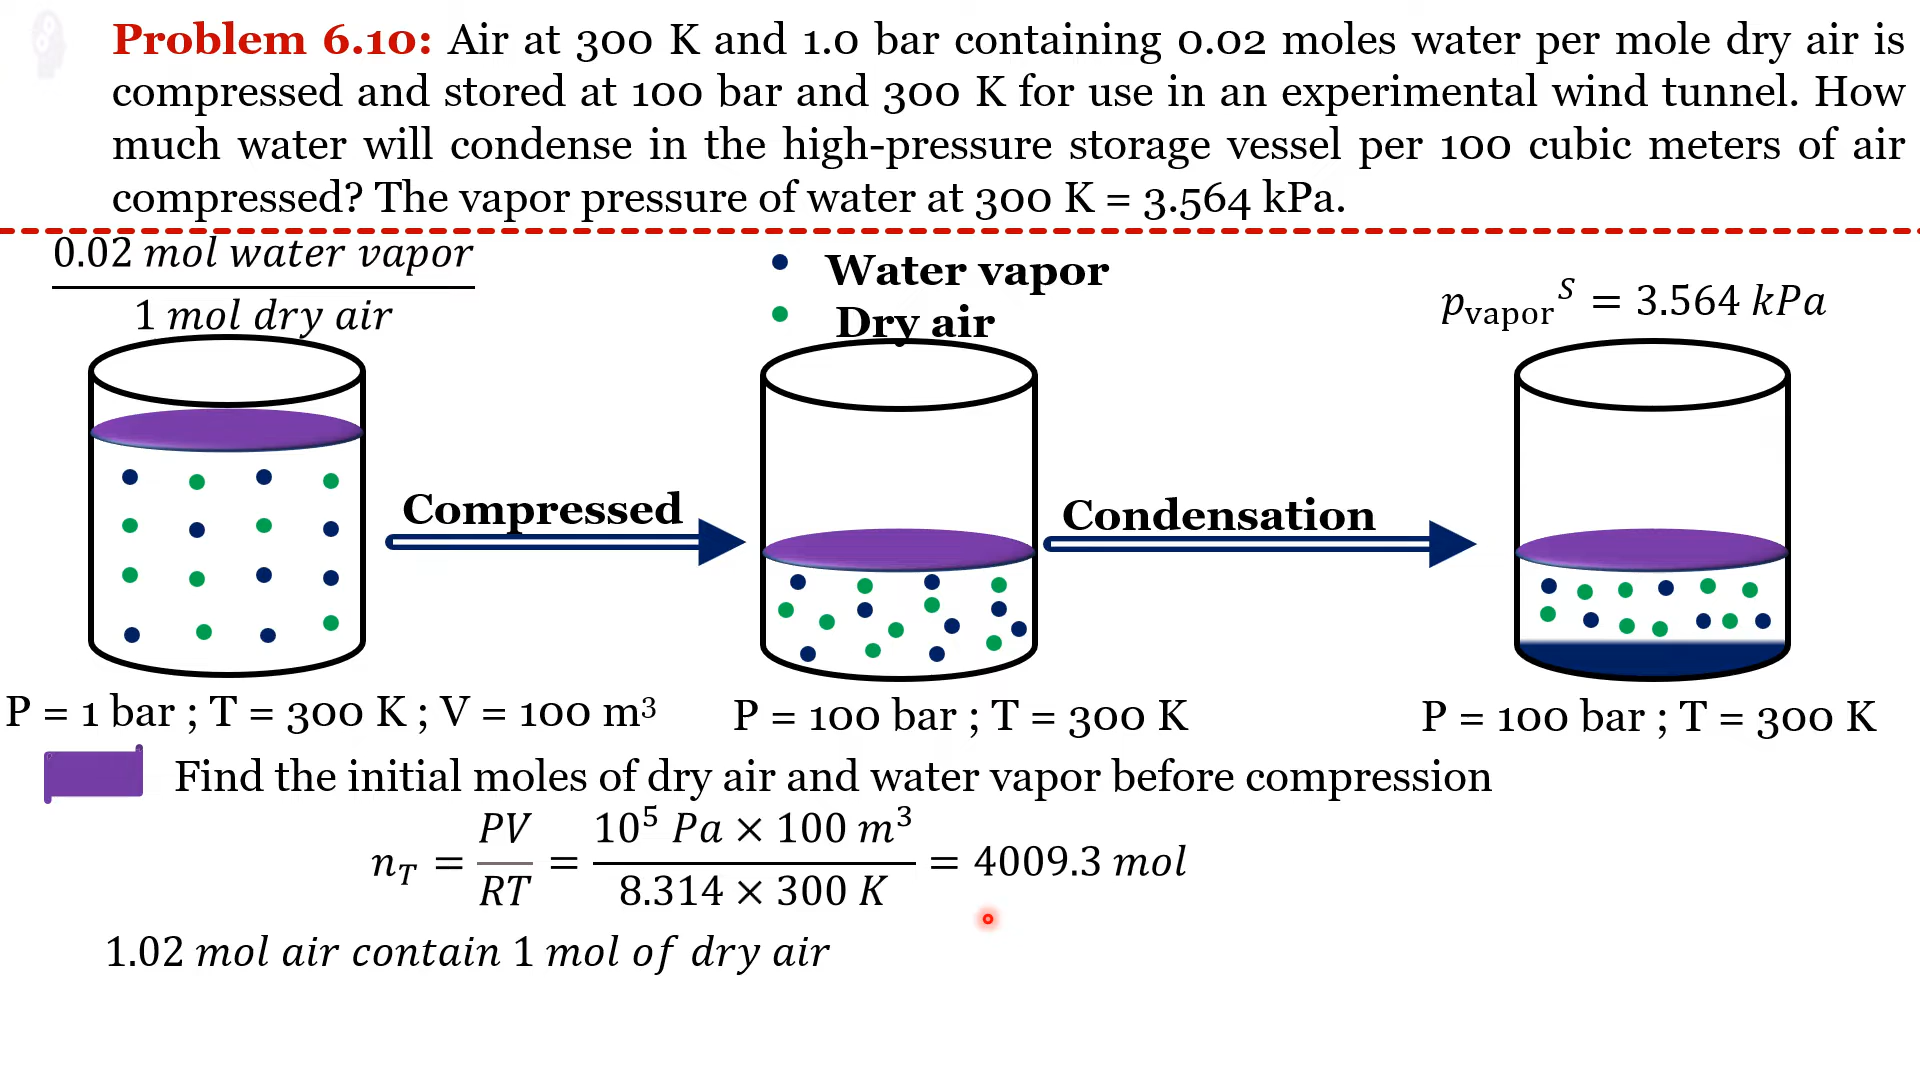 Problem 6.10: Air at 300 K and 1.0 bar containing 0.02 moles water per mole dry air is
compressed and stored at 100 bar and 300 K for use in an experimental wind tunnel. How
much water will condense in the high-pressure storage vessel per 100 cubic meters of air
compressed? The vapor pressure of water at 300 K = 3.564 kPa.
0.02 mol water vapor
1 mol dry air
Water vapor
Dry air
p_vapor^S = 3.564 kPa
Compressed
Condensation
P = 1 bar ; T = 300 K ; V = 100 m³
P = 100 bar ; T = 300 K
P = 100 bar ; T = 300 K
Find the initial moles of dry air and water vapor before compression
n_T = PV/RT = 10⁵ Pa × 100 m³ / 8.314 × 300 K = 4009.3 mol
1.02 mol air contain 1 mol of dry air